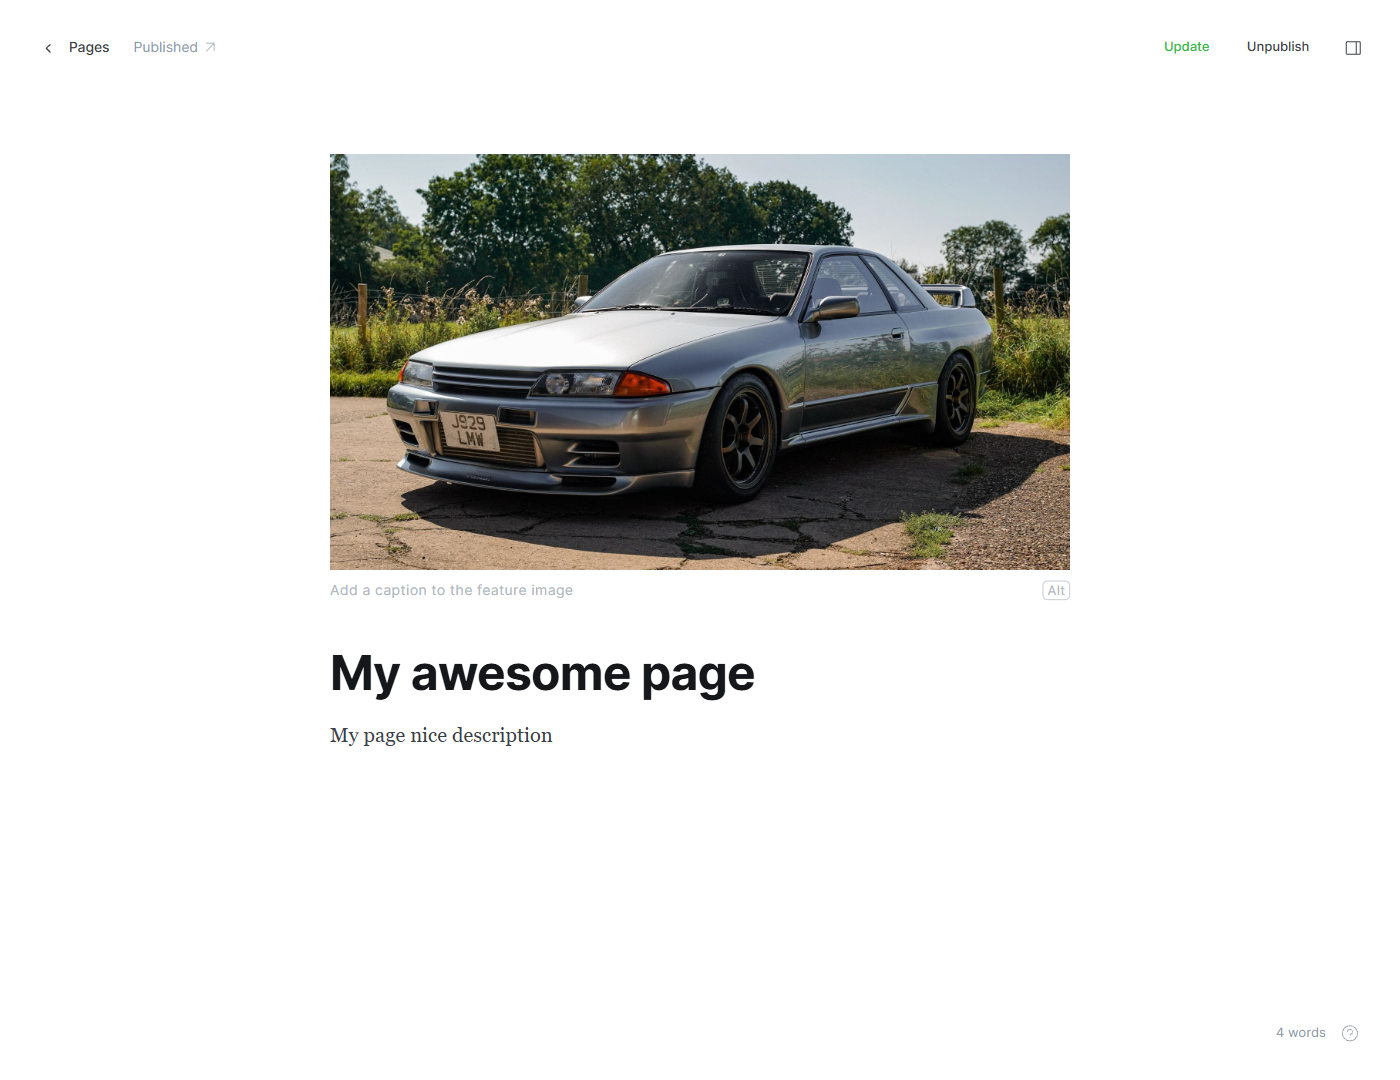 Pages
Published
Update
Unpublish
J929
LMW
Add a caption to the feature image
Alt
My awesome page
My page nice description
4 words
?